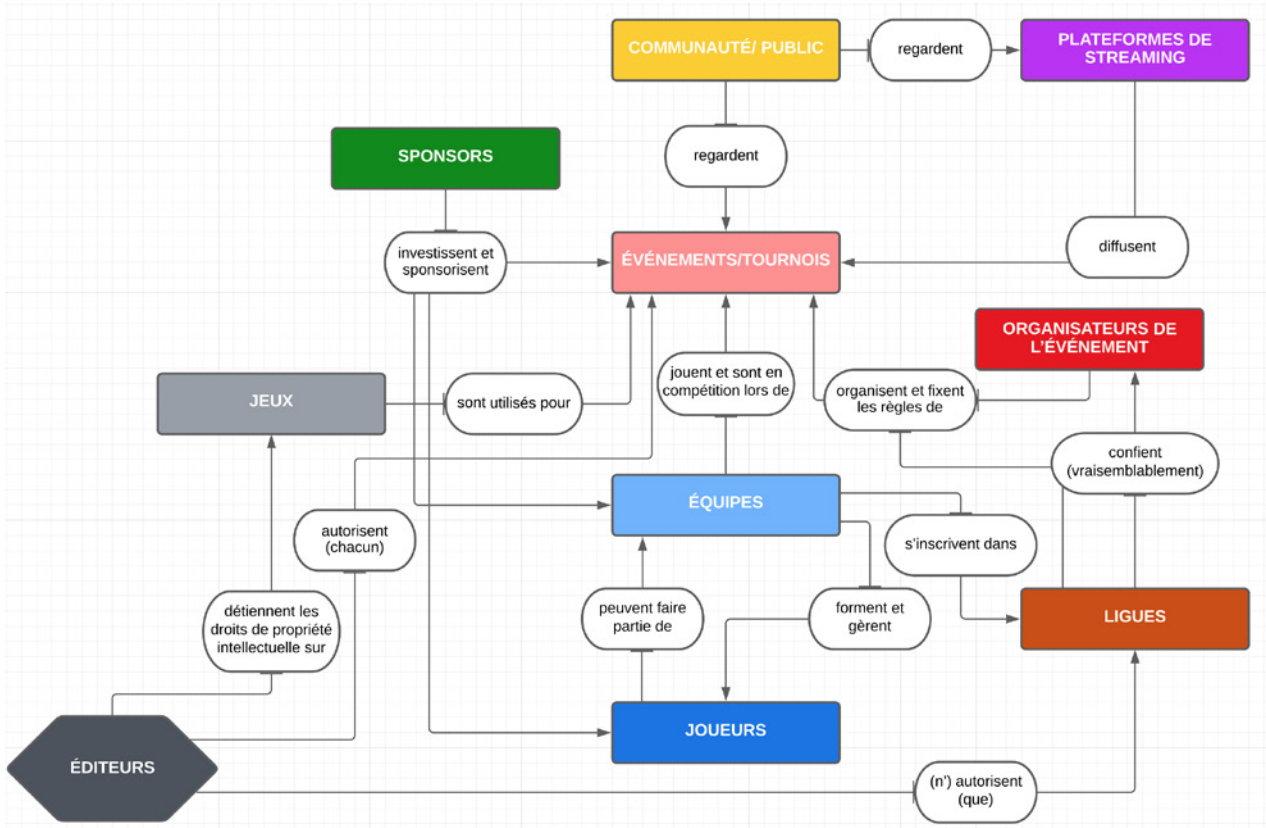 COMMUNAUTÉ/ PUBLIC
regardent
PLATEFORMES DE
STREAMING
SPONSORS
regardent
investissent et
sponsorisent
ÉVÉNEMENTS/TOURNOIS
diffusent
ORGANISATEURS DE
L'ÉVÉNEMENT
JEUX
sont utilisés pour
jouent et sont en
compétition lors de
organisent et fixent
les règles de
confient
(vraisemblablement)
ÉQUIPES
autorisent
(chacun)
s'inscrivent dans
détiennent les
droits de propriété
intellectuelle sur
peuvent faire
partie de
forment et
gèrent
LIGUES
JOUEURS
ÉDITEURS
(n') autorisent
(que)